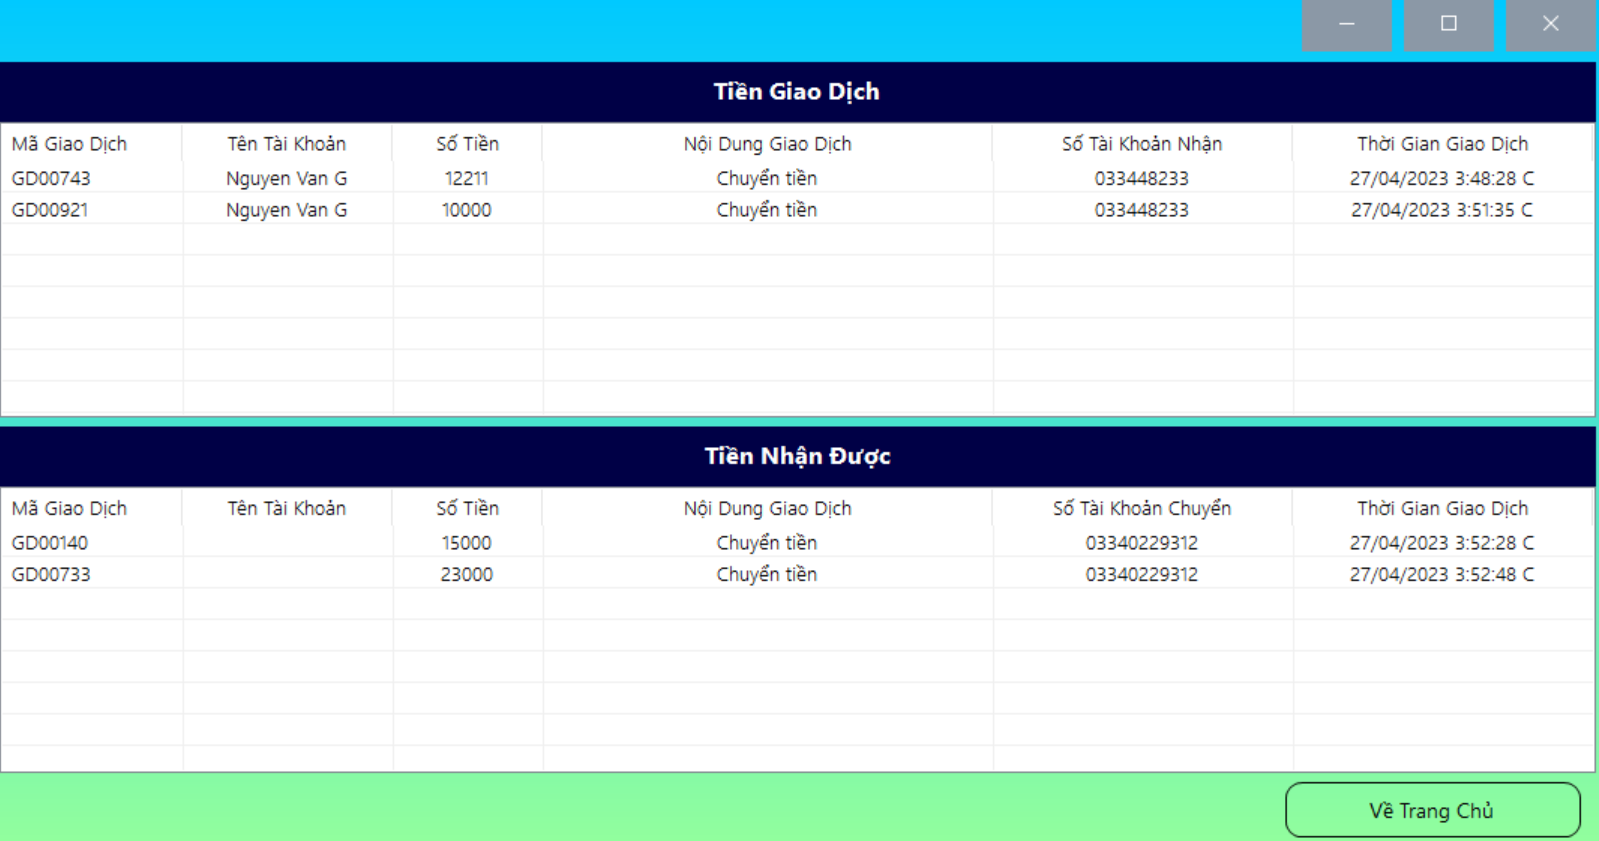 Tiền Giao Dịch
Mã Giao Dịch Tên Tài Khoản Số Tiền Nội Dung Giao Dịch Số Tài Khoản Nhận Thời Gian Giao Dịch
GD00743 Nguyen Van G 12211 Chuyển tiền 033448233 27/04/2023 3:48:28 C
GD00921 Nguyen Van G 10000 Chuyển tiền 033448233 27/04/2023 3:51:35 C
Tiền Nhận Được
Mã Giao Dịch Tên Tài Khoản Số Tiền Nội Dung Giao Dịch Số Tài Khoản Chuyển Thời Gian Giao Dịch
GD00140 15000 Chuyển tiền 03340229312 27/04/2023 3:52:28 C
GD00733 23000 Chuyển tiền 03340229312 27/04/2023 3:52:48 C
Về Trang Chủ